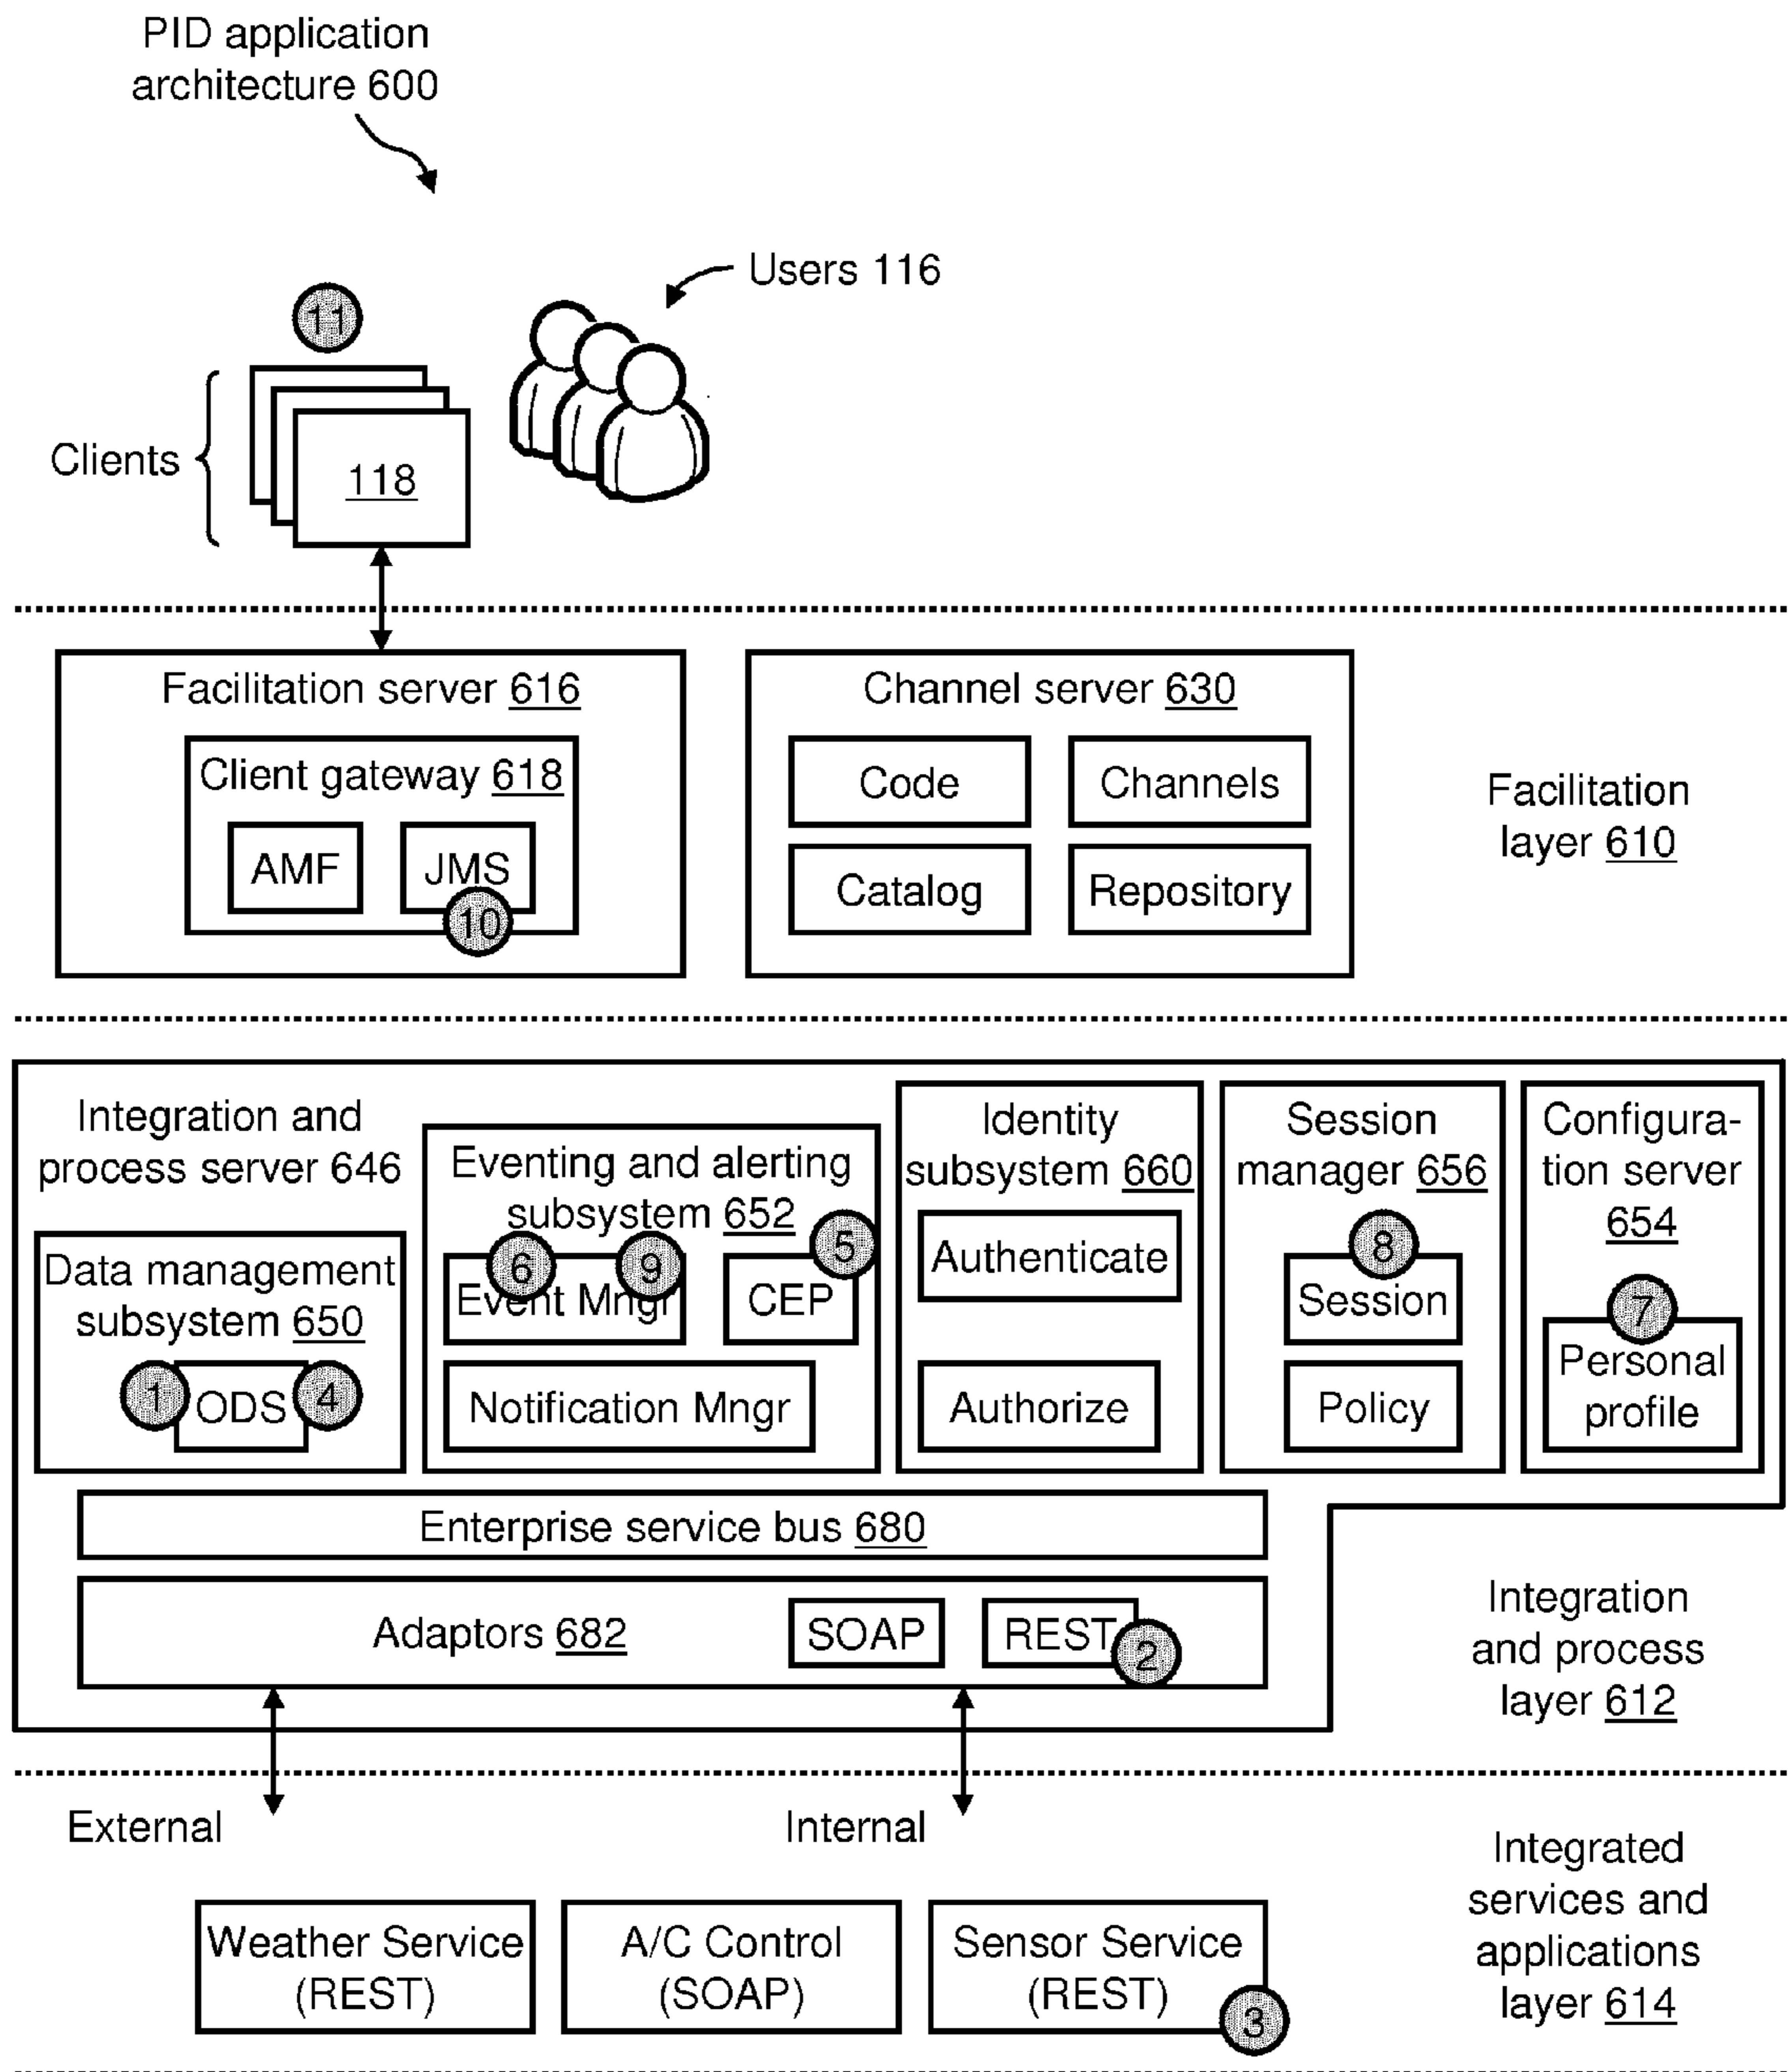 PID application
architecture 600
Users 116
11
Clients
118
Facilitation server 616
Client gateway 618
AMF
JMS
10
Channel server 630
Code
Channels
Catalog
Repository
Facilitation
layer 610
Integration and
process server 646
Data management
subsystem 650
1
ODS
4
Eventing and alerting
subsystem 652
6
9
5
Event Mngr
CEP
Notification Mngr
Identity
subsystem 660
Authenticate
Authorize
Session
manager 656
8
Session
Policy
Configura-
tion server
654
7
Personal
profile
Enterprise service bus 680
Adaptors 682
SOAP
REST
2
Integration
and process
layer 612
External
Internal
Weather Service
(REST)
A/C Control
(SOAP)
Sensor Service
(REST)
3
Integrated
services and
applications
layer 614